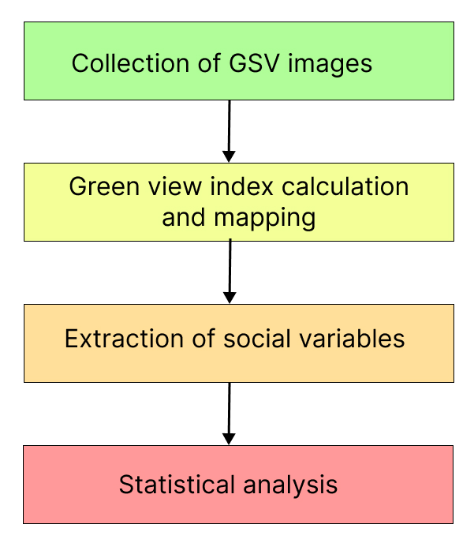 Collection of GSV images
Green view index calculation
and mapping
Extraction of social variables
Statistical analysis